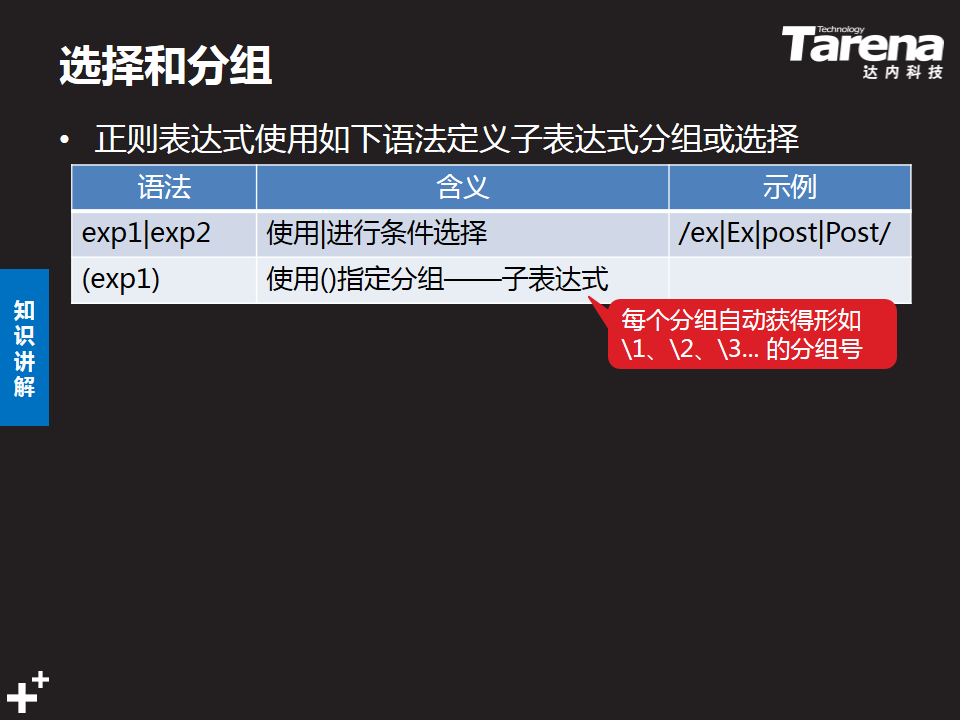 选择和分组
Technology
Tarena
达内科技
• 正则表达式使用如下语法定义子表达式分组或选择
语法 含义 示例
exp1|exp2 使用|进行条件选择 /ex|Ex|post|Post/
(exp1) 使用()指定分组——子表达式
每个分组自动获得形如
\1、\2、\3... 的分组号
知
识
讲
解